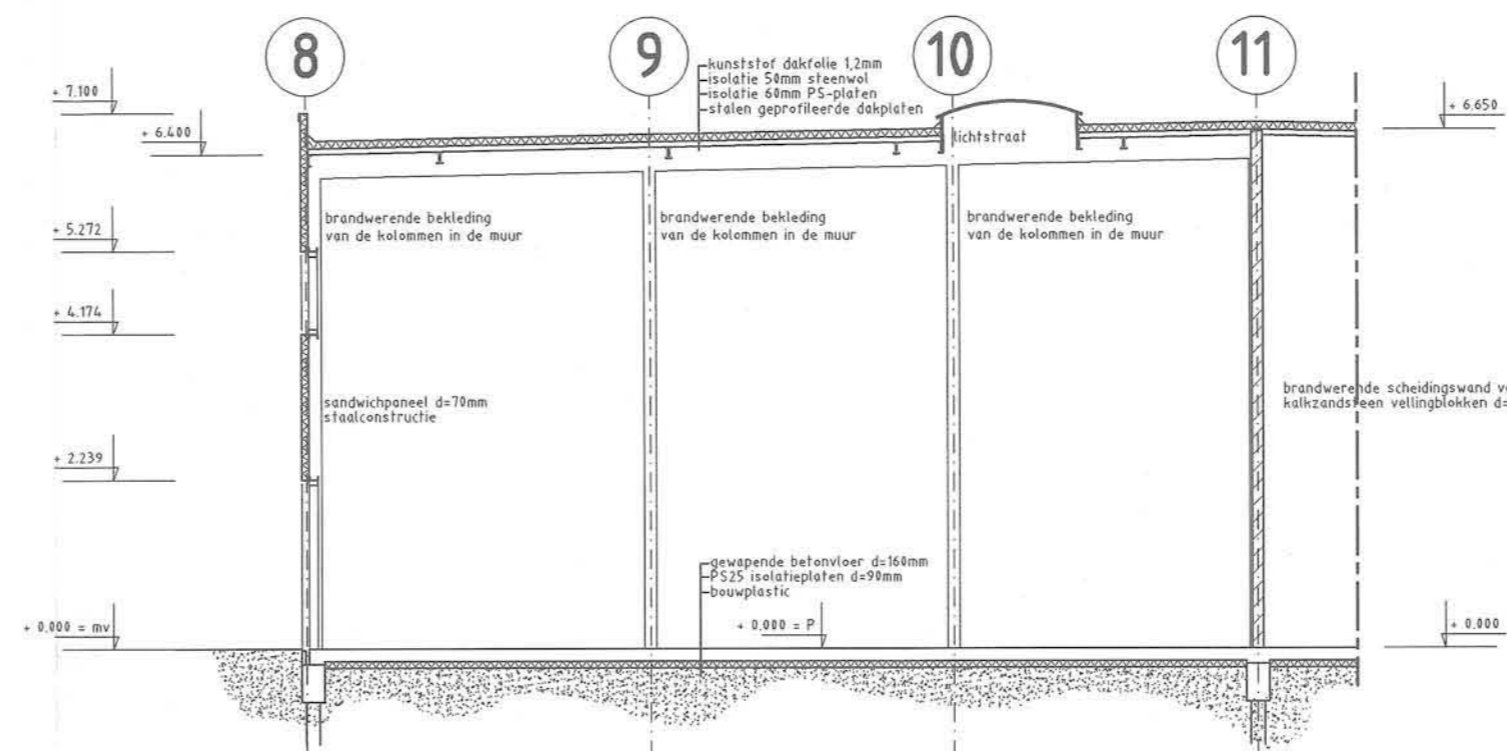 8
9
10
11
kunststof dakfolie 1,2mm
isolatie 50mm steenwol
isolatie 60mm PS-platen
stalen geprofileerde dakplaten
+ 7.100
+ 6.400
+ 6.650
lichtstraat
brandwerende bekleding
van de kolommen in de muur
brandwerende bekleding
van de kolommen in de muur
brandwerende bekleding
van de kolommen in de muur
+ 5.272
+ 4.174
sandwichpaneel d=70mm
staalconstructie
brandwerende scheidingswand
kalkzandsteen vellingblokken d=
+ 2.239
gewapende betonvloer d=160mm
PS25 isolatieplaten d=90mm
bouwplastic
+ 0.000 = mv
+ 0.000 = P
+ 0.000